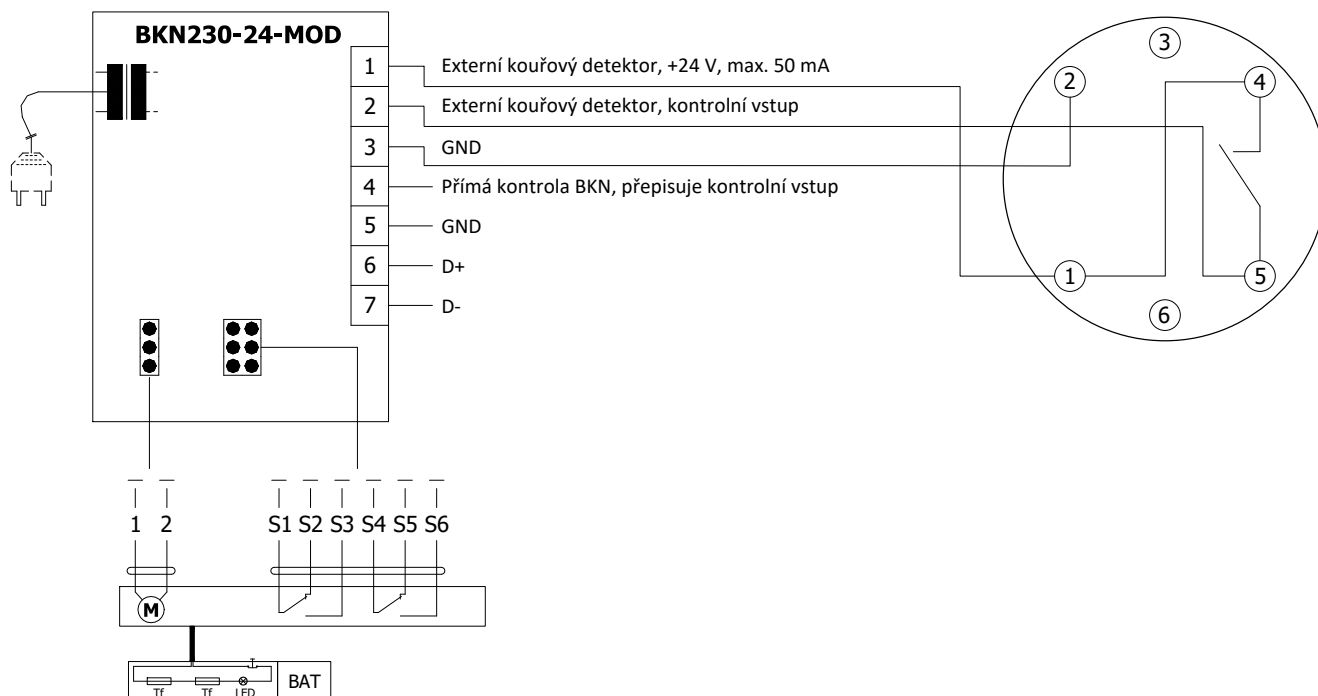 BKN230-24-MOD
1 Externí kouřový detektor, +24 V, max. 50 mA
2 Externí kouřový detektor, kontrolní vstup
3 GND
4 Přímá kontrola BKN, přepisuje kontrolní vstup
5 GND
6 D+
7 D-
3
2 4
1 5
6
1 2 S1 S2 S3 S4 S5 S6
M
Tf Tf LED BAT